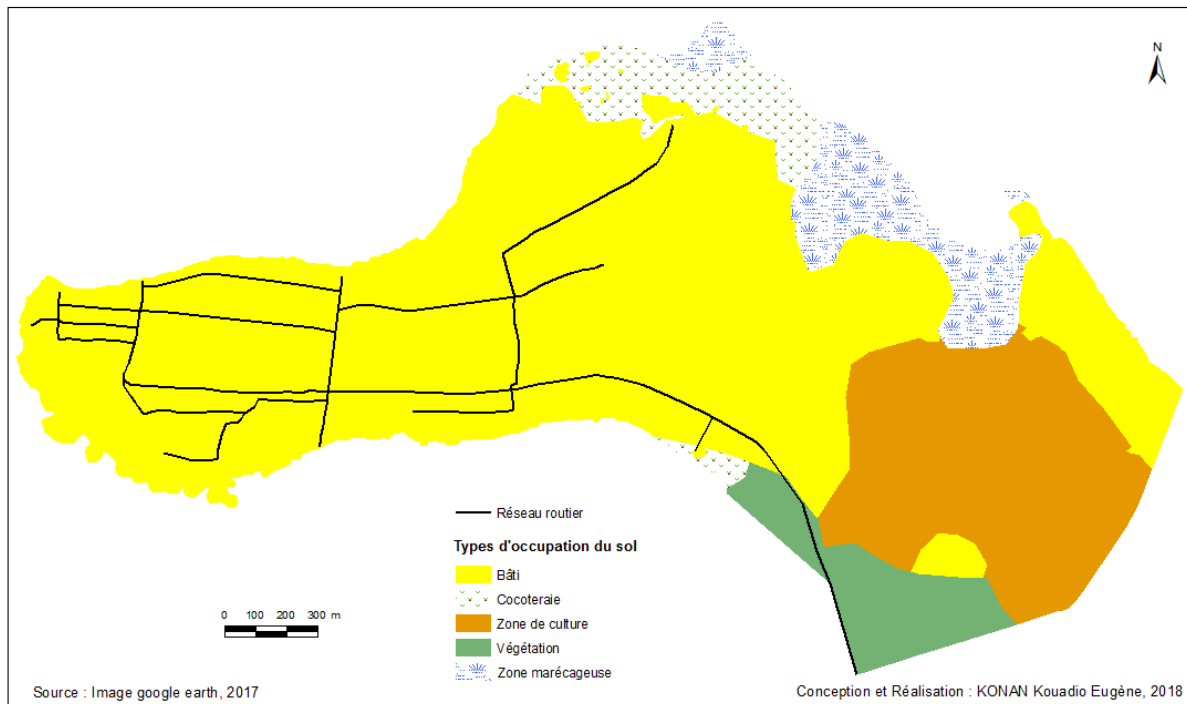 N
Réseau routier
Types d'occupation du sol
Bâti
Cocoteraie
Zone de culture
Végétation
Zone marécageuse
0 100 200 300 m
Source : Image google earth, 2017
Conception et Réalisation : KONAN Kouadio Eugène, 2018